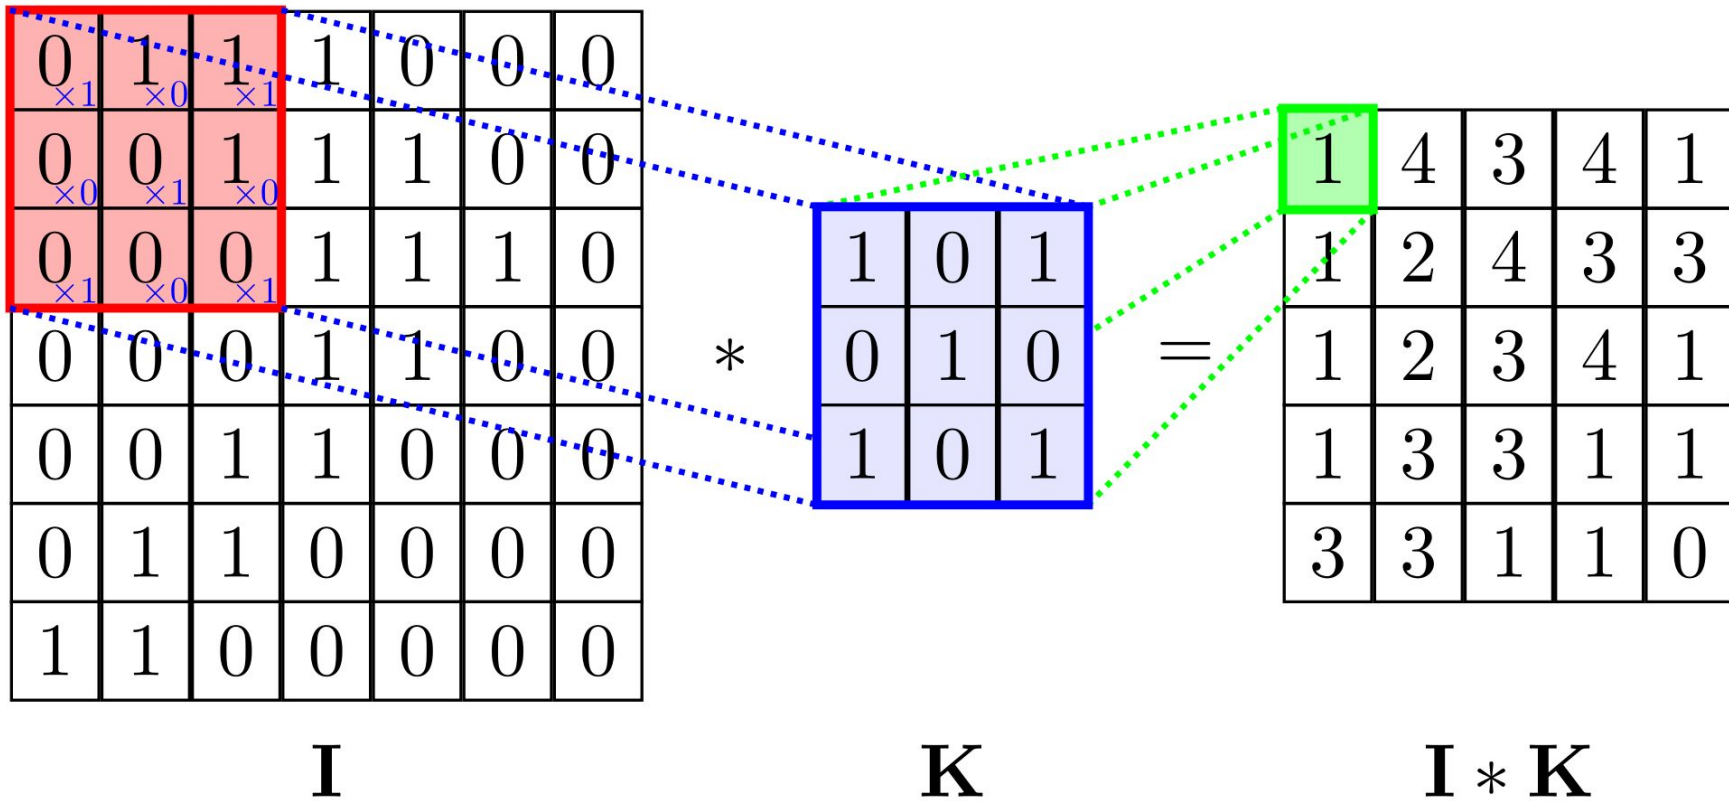 0 1 1 1 0 0 0
×1 ×0 ×1
0 0 1 1 1 0 0
×0 ×1 ×0
0 0 0 1 1 1 0
×1 ×0 ×1
0 0 0 1 1 0 0
0 0 1 1 0 0 0
0 1 1 0 0 0 0
1 1 0 0 0 0 0
I
*
1 0 1
0 1 0
1 0 1
K
=
1 4 3 4 1
1 2 4 3 3
1 2 3 4 1
1 3 3 1 1
3 3 1 1 0
I * K